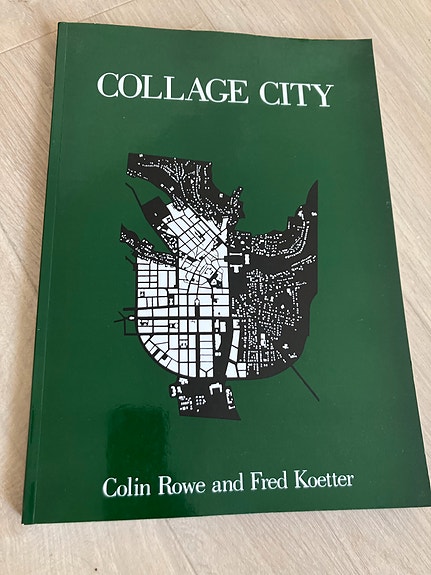 COLLAGE CITY
Colin Rowe and Fred Koetter